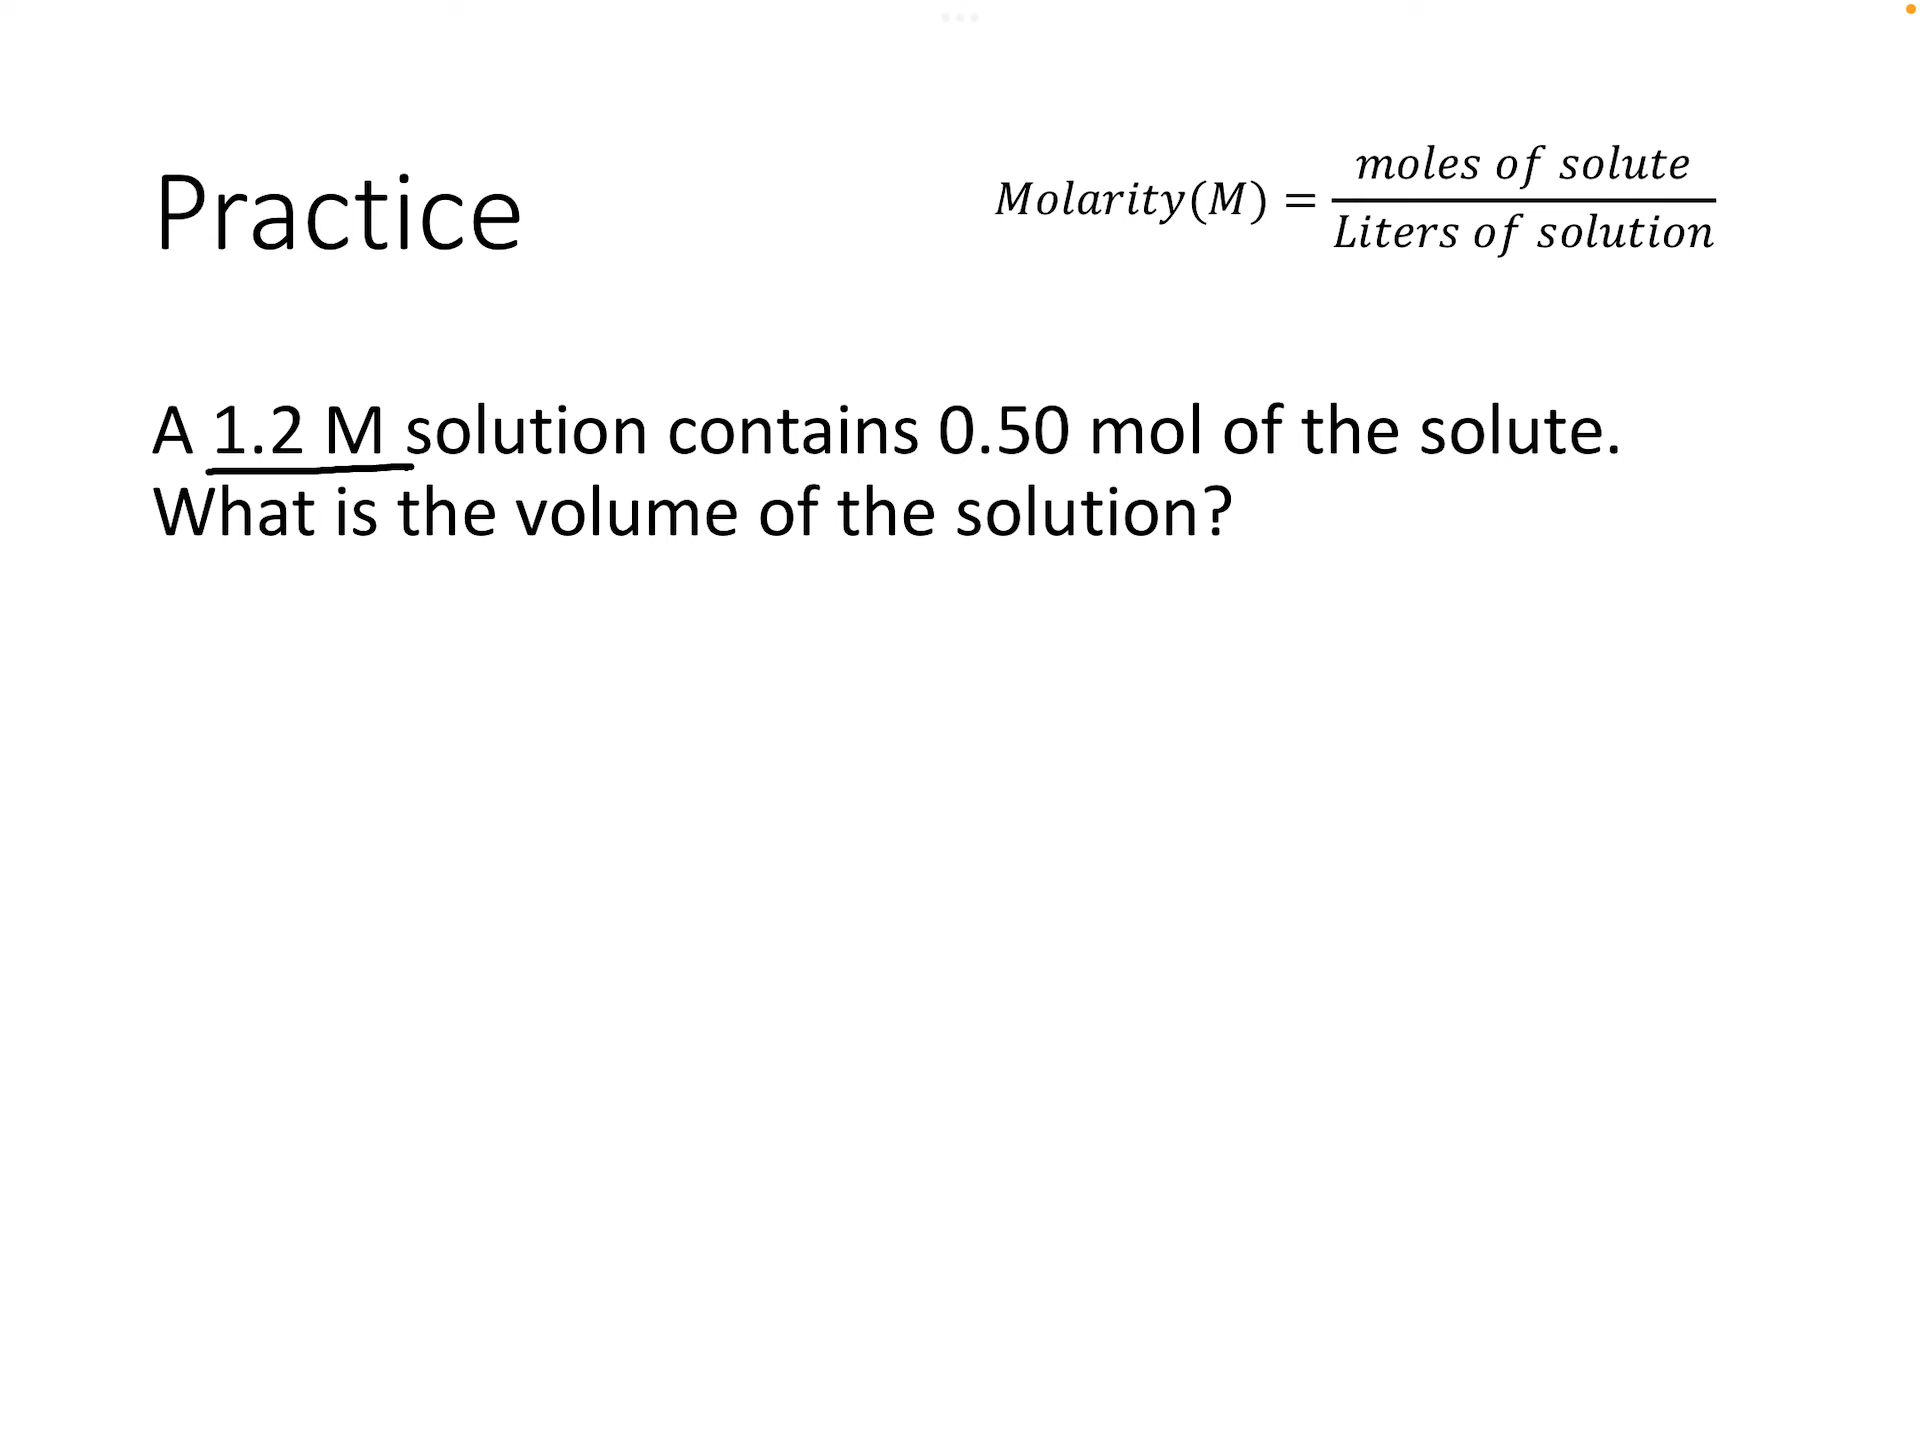 Practice
Molarity(M) = moles of solute / Liters of solution
A 1.2 M solution contains 0.50 mol of the solute.
What is the volume of the solution?